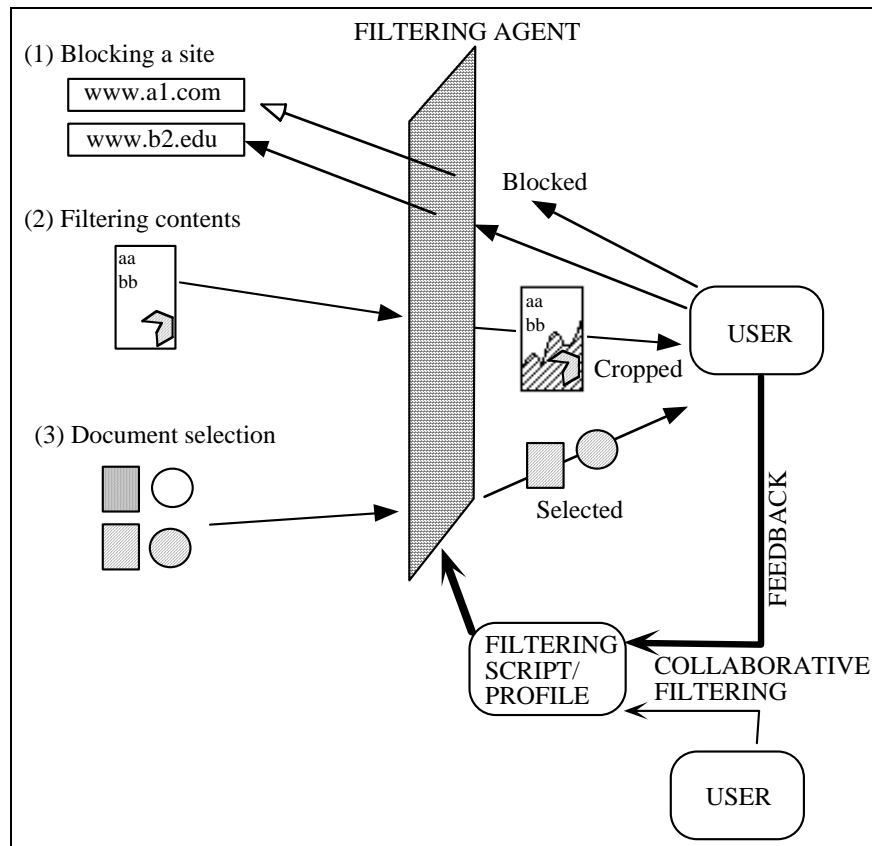 FILTERING AGENT
(1) Blocking a site
www.a1.com
www.b2.edu
Blocked
(2) Filtering contents
aa
bb
aa
bb
USER
Cropped
(3) Document selection
Selected
FEEDBACK
FILTERING
SCRIPT/
PROFILE
COLLABORATIVE
FILTERING
USER